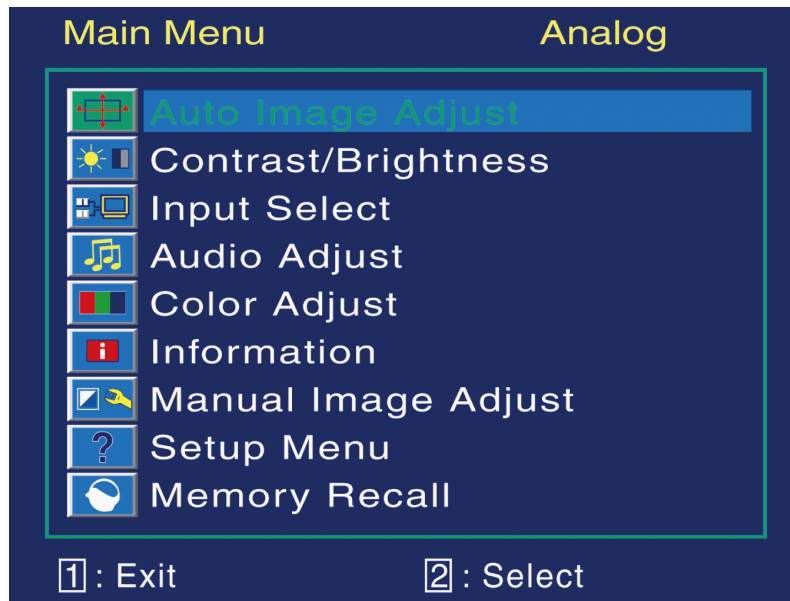 Main Menu Analog
Auto Image Adjust
Contrast/Brightness
Input Select
Audio Adjust
Color Adjust
i Information
Manual Image Adjust
? Setup Menu
Memory Recall
1 : Exit 2 : Select